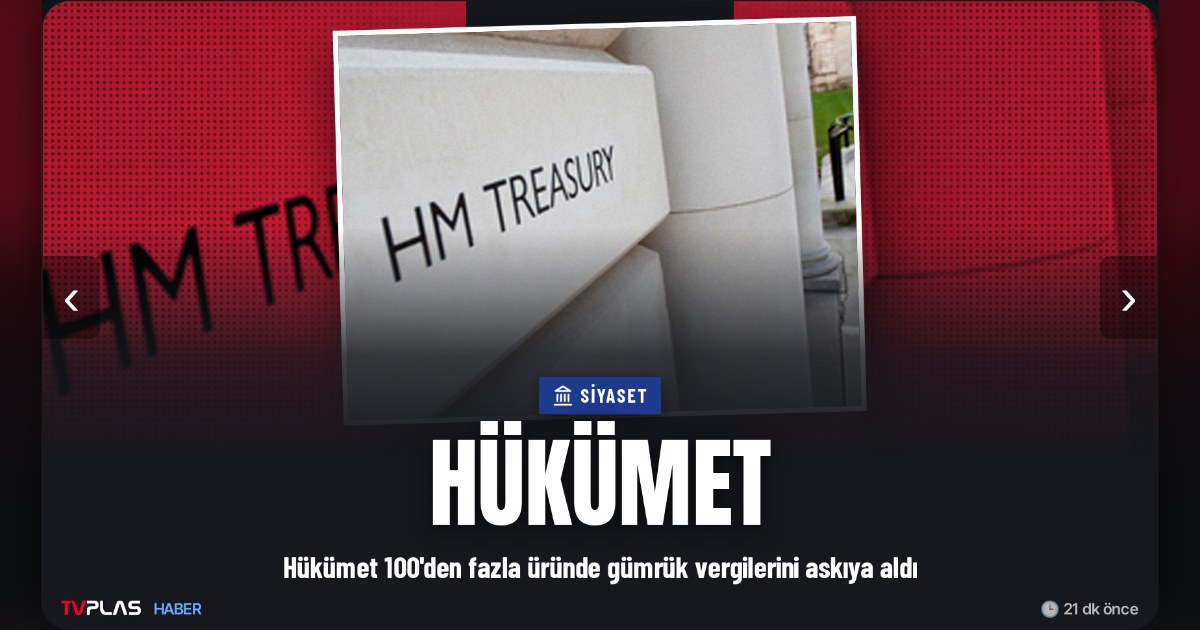 HM TREASURY
HM TRE
SİYASET
HÜKÜMET
Hükümet 100'den fazla üründe gümrük vergilerini askıya aldı
TVPLAS HABER
21 dk önce